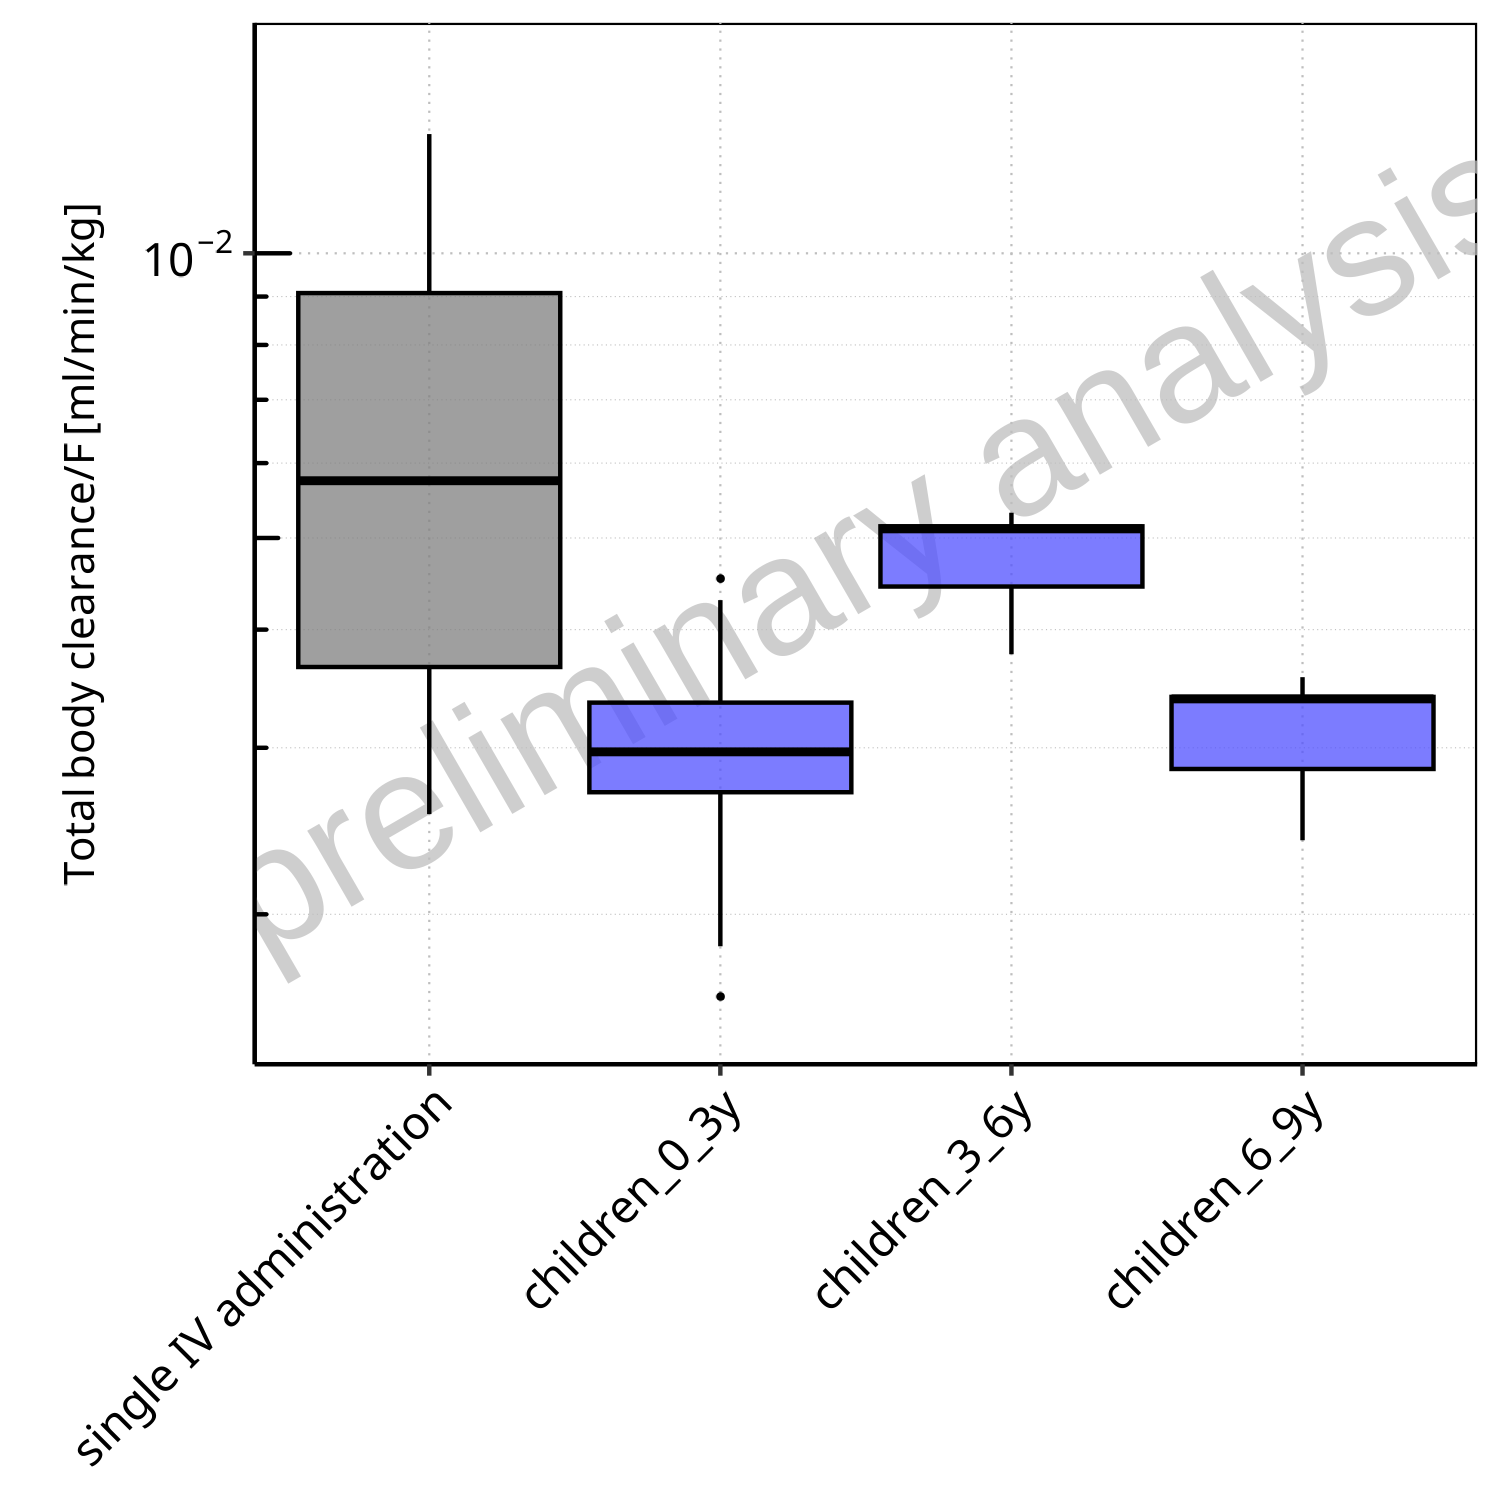 Total body clearance/F [ml/min/kg]
10⁻²
preliminary analysis
single IV administration
children_0_3y
children_3_6y
children_6_9y